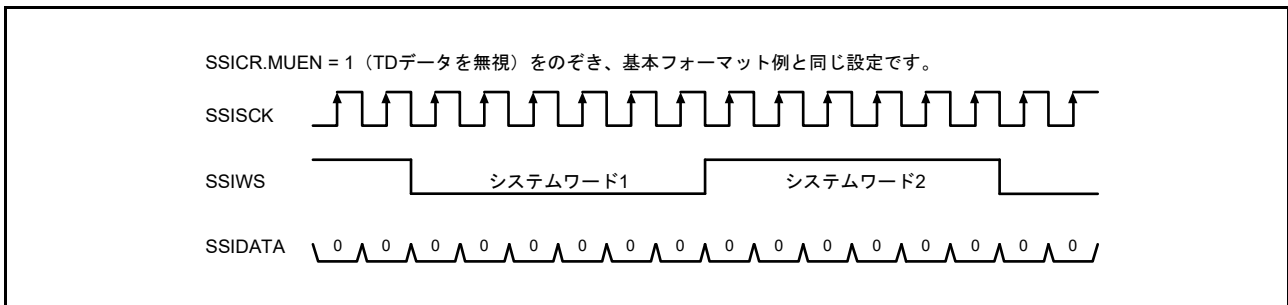 SSICR.MUEN = 1（TDデータを無視）をのぞき、基本フォーマット例と同じ設定です。
SSISCK
SSIWS システムワード1 システムワード2
SSIDATA 0 0 0 0 0 0 0 0 0 0 0 0 0 0 0 0